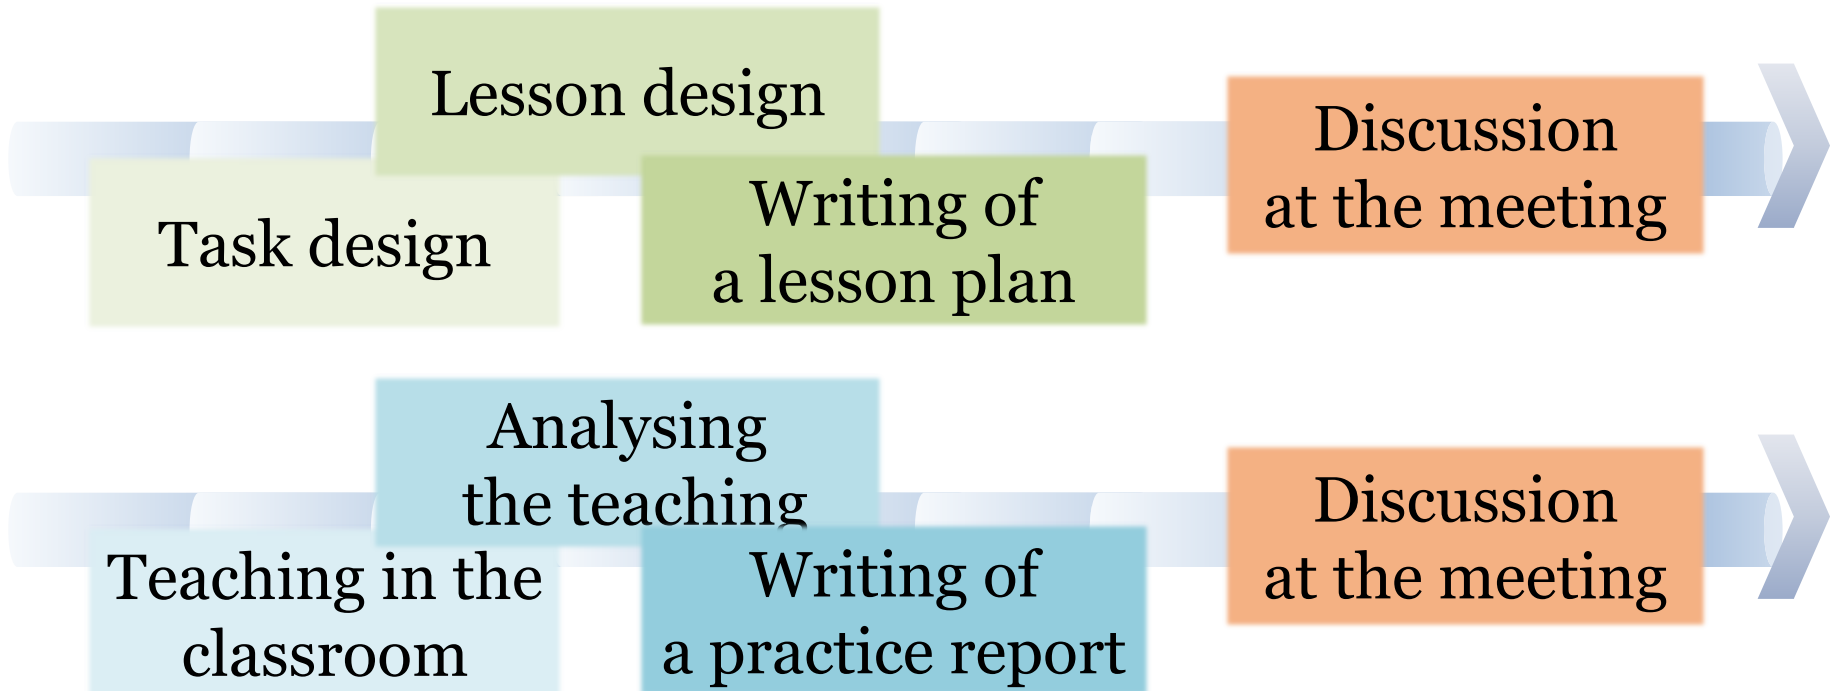 Lesson design
Task design
Writing of
a lesson plan
Discussion
at the meeting
Analysing
the teaching
Teaching in the
classroom
Writing of
a practice report
Discussion
at the meeting